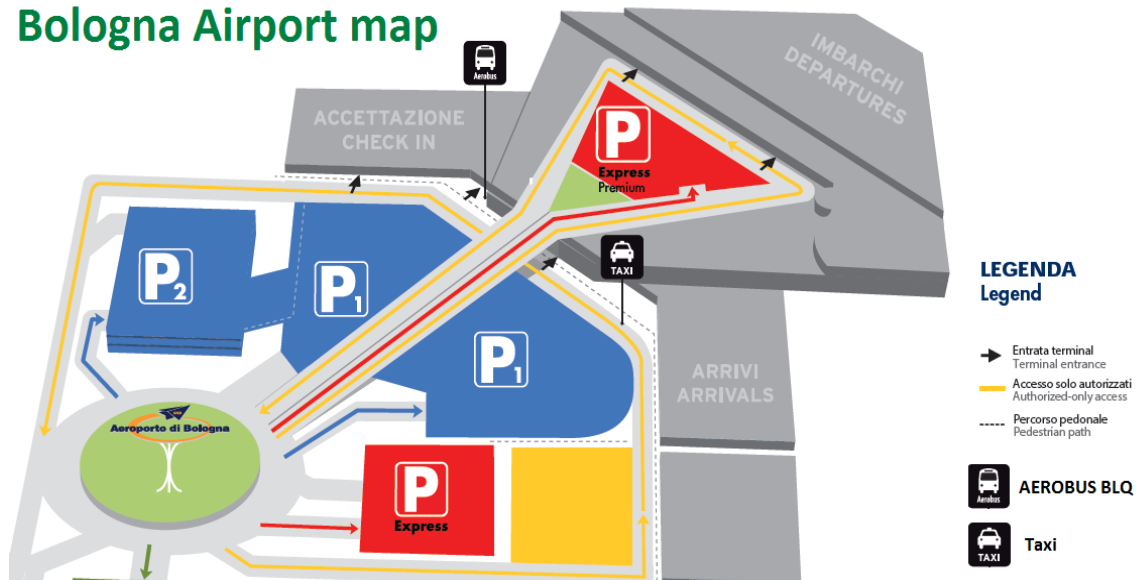 Bologna Airport map
Aerobus
IMBARCHI
DEPARTURES
ACCETTAZIONE
CHECK IN
P
Express
Premium
TAXI
P2
P1
P1
LEGENDA
Legend
Entrata terminal
Terminal entrance
ARRIVI
ARRIVALS
Accesso solo autorizzati
Authorized-only access
Percorso pedonale
Pedestrian path
Aeroporto di Bologna
P
Express
Aerobus
AEROBUS BLQ
TAXI
Taxi